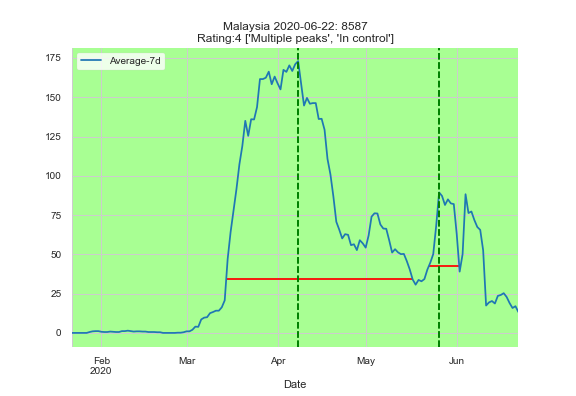 Malaysia 2020-06-22: 8587
Rating:4 ['Multiple peaks', 'In control']
Average-7d
175
150
125
100
75
50
25
0
Feb Mar Apr May Jun
2020
Date